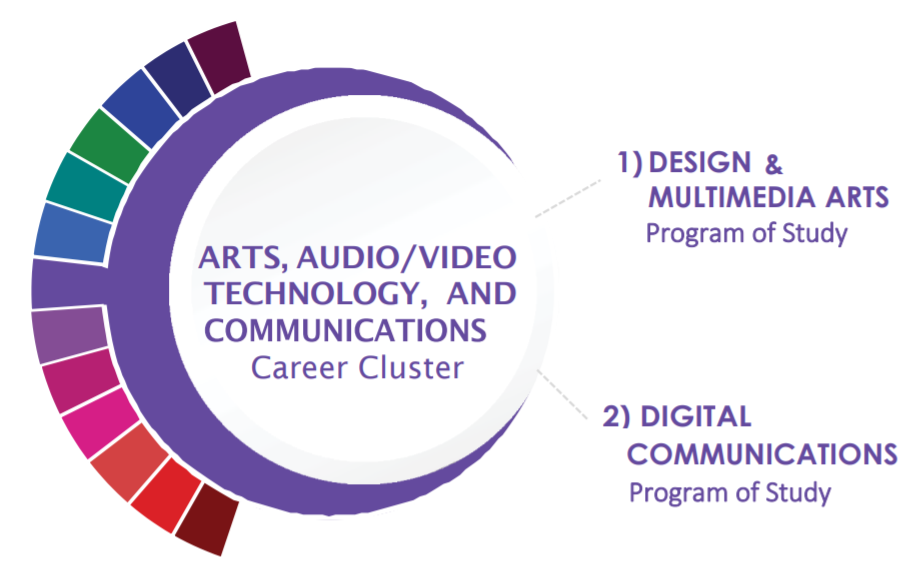 ARTS, AUDIO/VIDEO
TECHNOLOGY, AND
COMMUNICATIONS
Career Cluster
1) DESIGN &
MULTIMEDIA ARTS
Program of Study
2) DIGITAL
COMMUNICATIONS
Program of Study